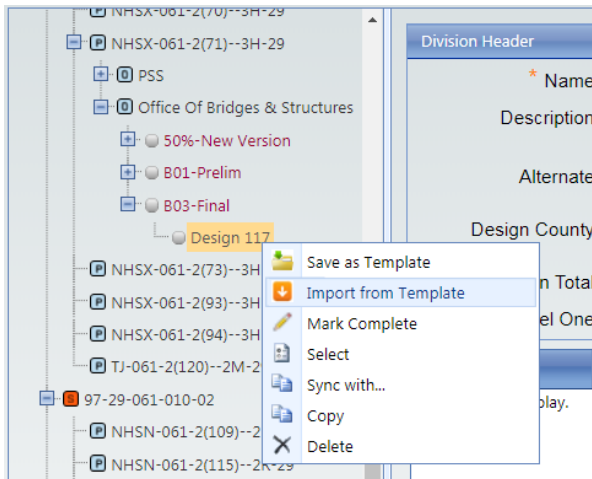 P NHSX-061-2(70)--3H-29
P NHSX-061-2(71)--3H-29
O PSS
O Office Of Bridges & Structures
50%-New Version
B01-Prelim
B03-Final
Design 117
P NHSX-061-2(73)--3H
P NHSX-061-2(93)--3H
P NHSX-061-2(94)--3H
P TJ-061-2(120)--2M-2
S 97-29-061-010-02
P NHSN-061-2(109)--2
P NHSN-061-2(115)--2R-29
Save as Template
Import from Template
Mark Complete
Select
Sync with...
Copy
Delete
Division Header
* Name
Description
Alternate
Design County
n Total
el One
play.